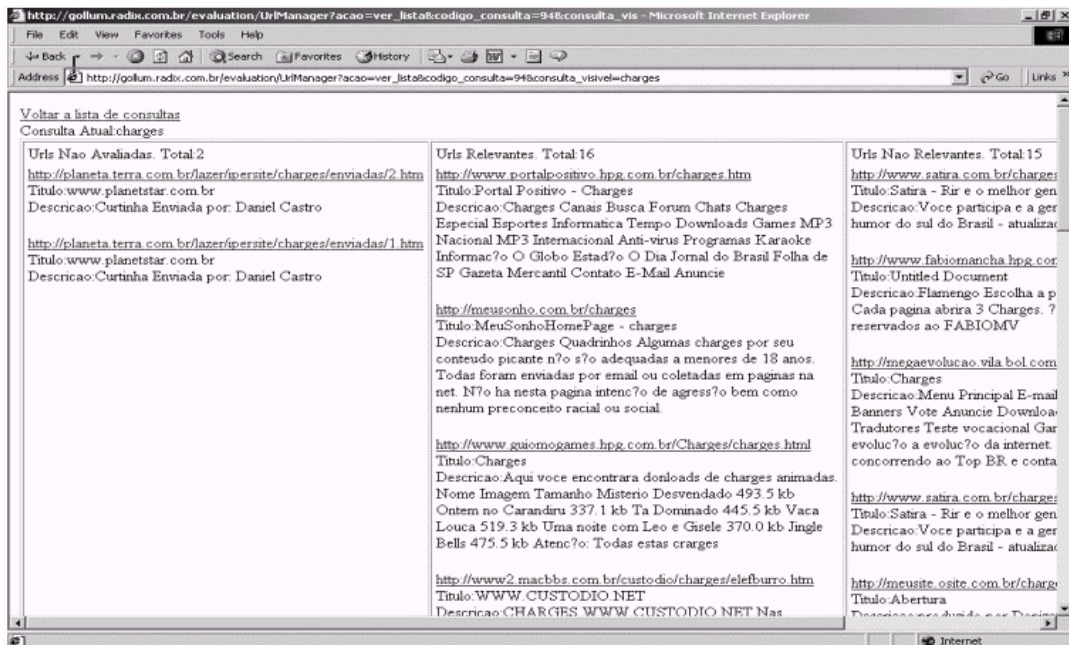 http://gollum.radix.com.br/evaluation/UrlManager?acao=ver_lista&codigo_consulta=94&consulta_vis - Microsoft Internet Explorer
File Edit View Favorites Tools Help
Back Search Favorites History
Address http://gollum.radix.com.br/evaluation/UrlManager?acao=ver_lista&codigo_consulta=94&consulta_visivel=charges Go Links »
Voltar a lista de consultas
Consulta Atual:charges
Urls Nao Avaliadas. Total:2
http://planeta.terra.com.br/lazer/ipersite/charges/enviadas/2.htm
Titulo:www.planetstar.com.br
Descricao:Curtinha Enviada por: Daniel Castro
http://planeta.terra.com.br/lazer/ipersite/charges/enviadas/1.htm
Titulo:www.planetstar.com.br
Descricao:Curtinha Enviada por: Daniel Castro
Urls Relevantes. Total:16
http://www.portalpositivo.hpg.com.br/charges.htm
Titulo:Portal Positivo - Charges
Descricao:Charges Canais Busca Forum Chats Charges
Especial Esportes Informatica Tempo Downloads Games MP3
Nacional MP3 Internacional Anti-virus Programas Karaoke
Informac?o O Globo Estad?o O Dia Jornal do Brasil Folha de
SP Gazeta Mercantil Contato E-Mail Anuncie
http://meusonho.com.br/charges
Titulo:MeuSonhoHomePage - charges
Descricao:Charges Quadrinhos Algumas charges por seu
conteudo picante n?o s?o adequadas a menores de 18 anos.
Todas foram enviadas por email ou coletadas em paginas na
net. N?o ha nesta pagina intenc?o de agress?o bem como
nenhum preconceito racial ou social.
http://www.guiomogames.hpg.com.br/Charges/charges.html
Titulo:Charges
Descricao:Aqui voce encontrara donloads de charges animadas.
Nome Imagem Tamanho Misterio Desvendado 493.5 kb
Ontem no Carandiru 337.1 kb Ta Dominado 445.5 kb Vaca
Louca 519.3 kb Uma noite com Leo e Gisele 370.0 kb Jingle
Bells 475.5 kb Atenc?o: Todas estas crarges
http://www2.macbbs.com.br/custodio/charges/elefburro.htm
Titulo:WWW.CUSTODIO.NET
Descricao:CHARGES WWW CUSTODIO NET Nas
Urls Nao Relevantes. Total:15
http://www.satira.com.br/charges
Titulo:Satira - Rir e o melhor gen
Descricao:Voce participa e a ger
humor do sul do Brasil - atualizac
http://www.fabiomancha.hpg.cor
Titulo:Untitled Document
Descricao:Flamengo Escolha a p
Cada pagina abrira 3 Charges. ?
reservados ao FABIOMV
http://megaevolucao.vila.bol.com
Titulo:Charges
Descricao:Menu Principal E-mail
Banners Vote Anuncie Downloa
Tradutores Teste vocacional Gar
evoluc?o a evoluc?o da internet.
concorrendo ao Top BR e conta
http://www.satira.com.br/charges
Titulo:Satira - Rir e o melhor gen
Descricao:Voce participa e a ger
humor do sul do Brasil - atualizac
http://meusite.osite.com.br/charge
Titulo:Abertura
Internet